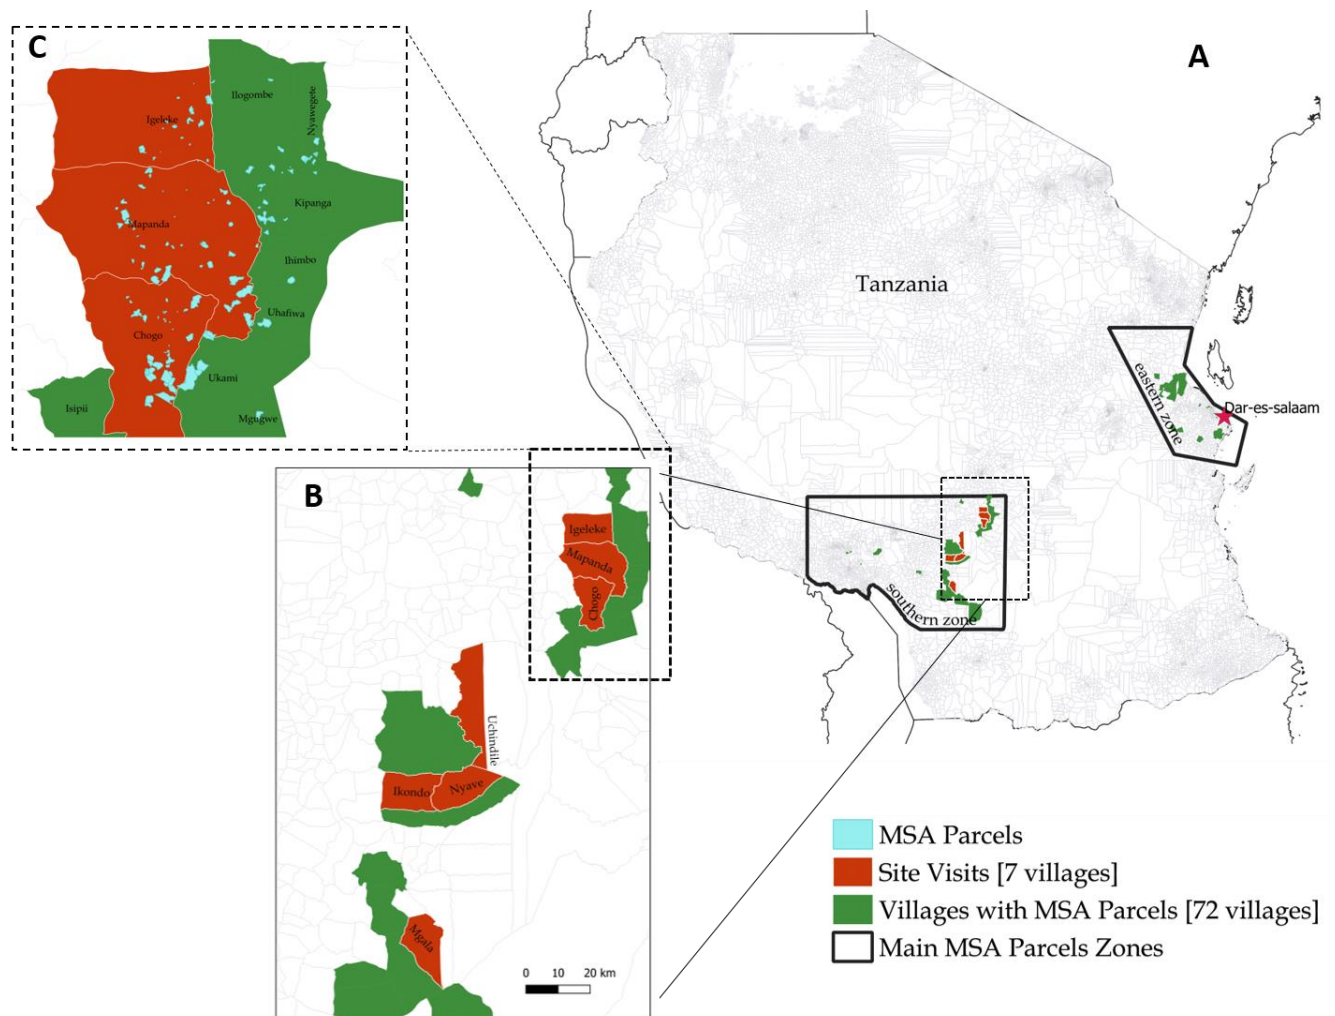 C
Ilogombe
Nyawegete
Igeleke
Kipanga
Mapanda
Ihimbo
Uhafiwa
Chogo
Ukami
Isipii
Mgugwe
A
Tanzania
eastern zone
Dar-es-salaam
southern zone
B
Igeleke
Mapanda
Chogo
Uchindile
Ikondo
Nyave
Mgala
0 10 20 km
MSA Parcels
Site Visits [7 villages]
Villages with MSA Parcels [72 villages]
Main MSA Parcels Zones